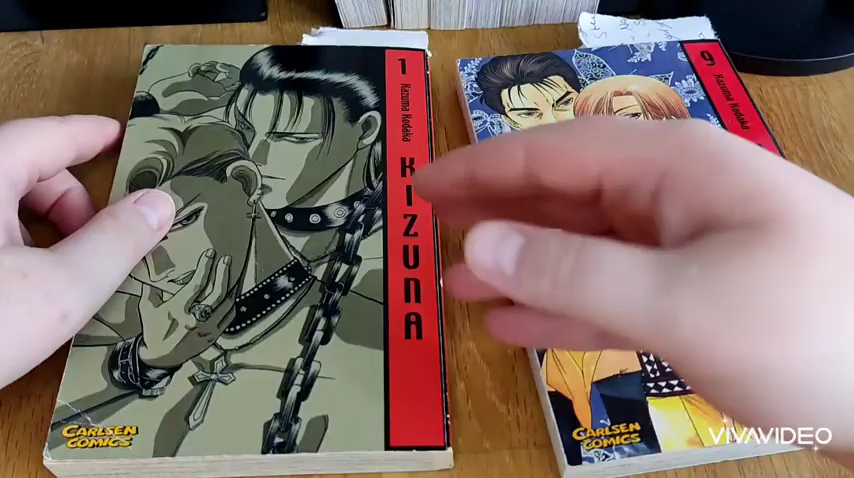 1
Kazuma Kodaka
KIZUNA
CARLSEN
COMICS
9
Kazuma Kodaka
CARLSEN
COMICS
VIVAVIDEO